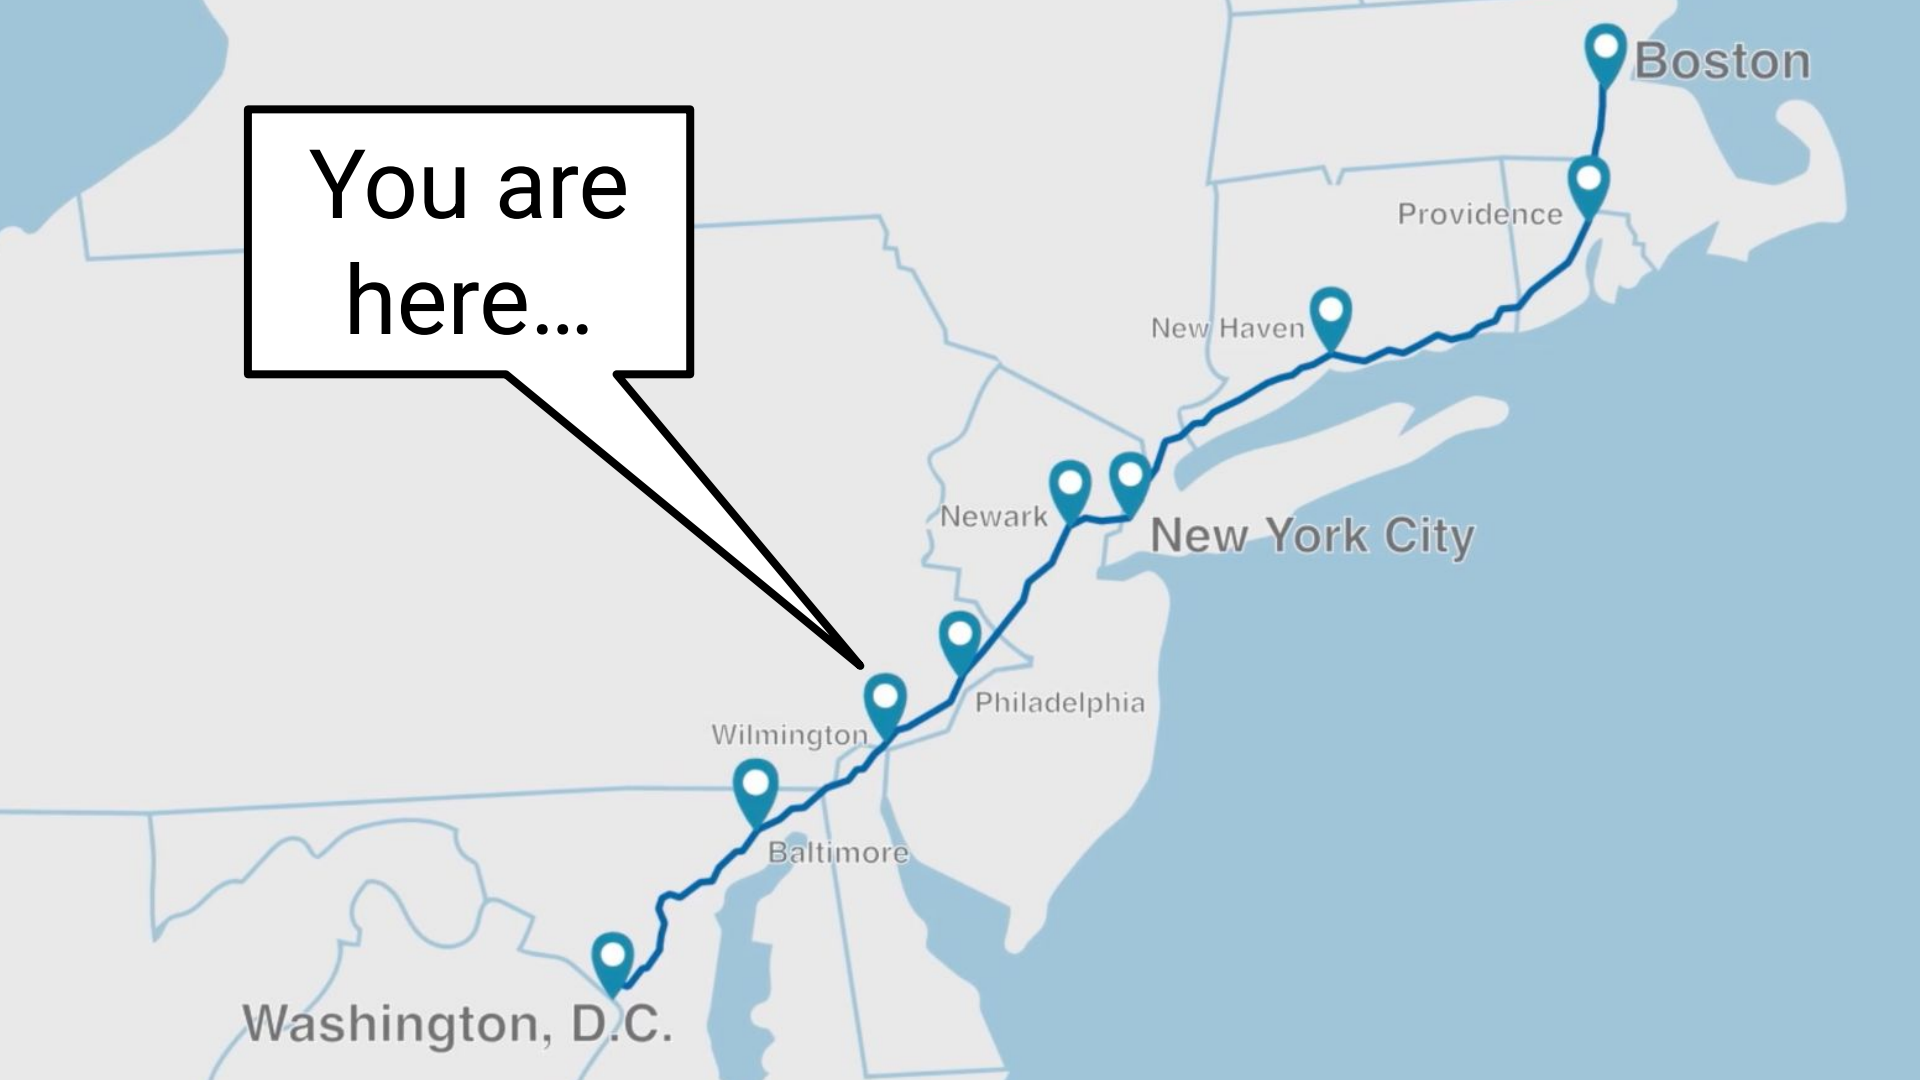 Boston
You are
here...
Providence
New Haven
Newark
New York City
Philadelphia
Wilmington
Baltimore
Washington, D.C.